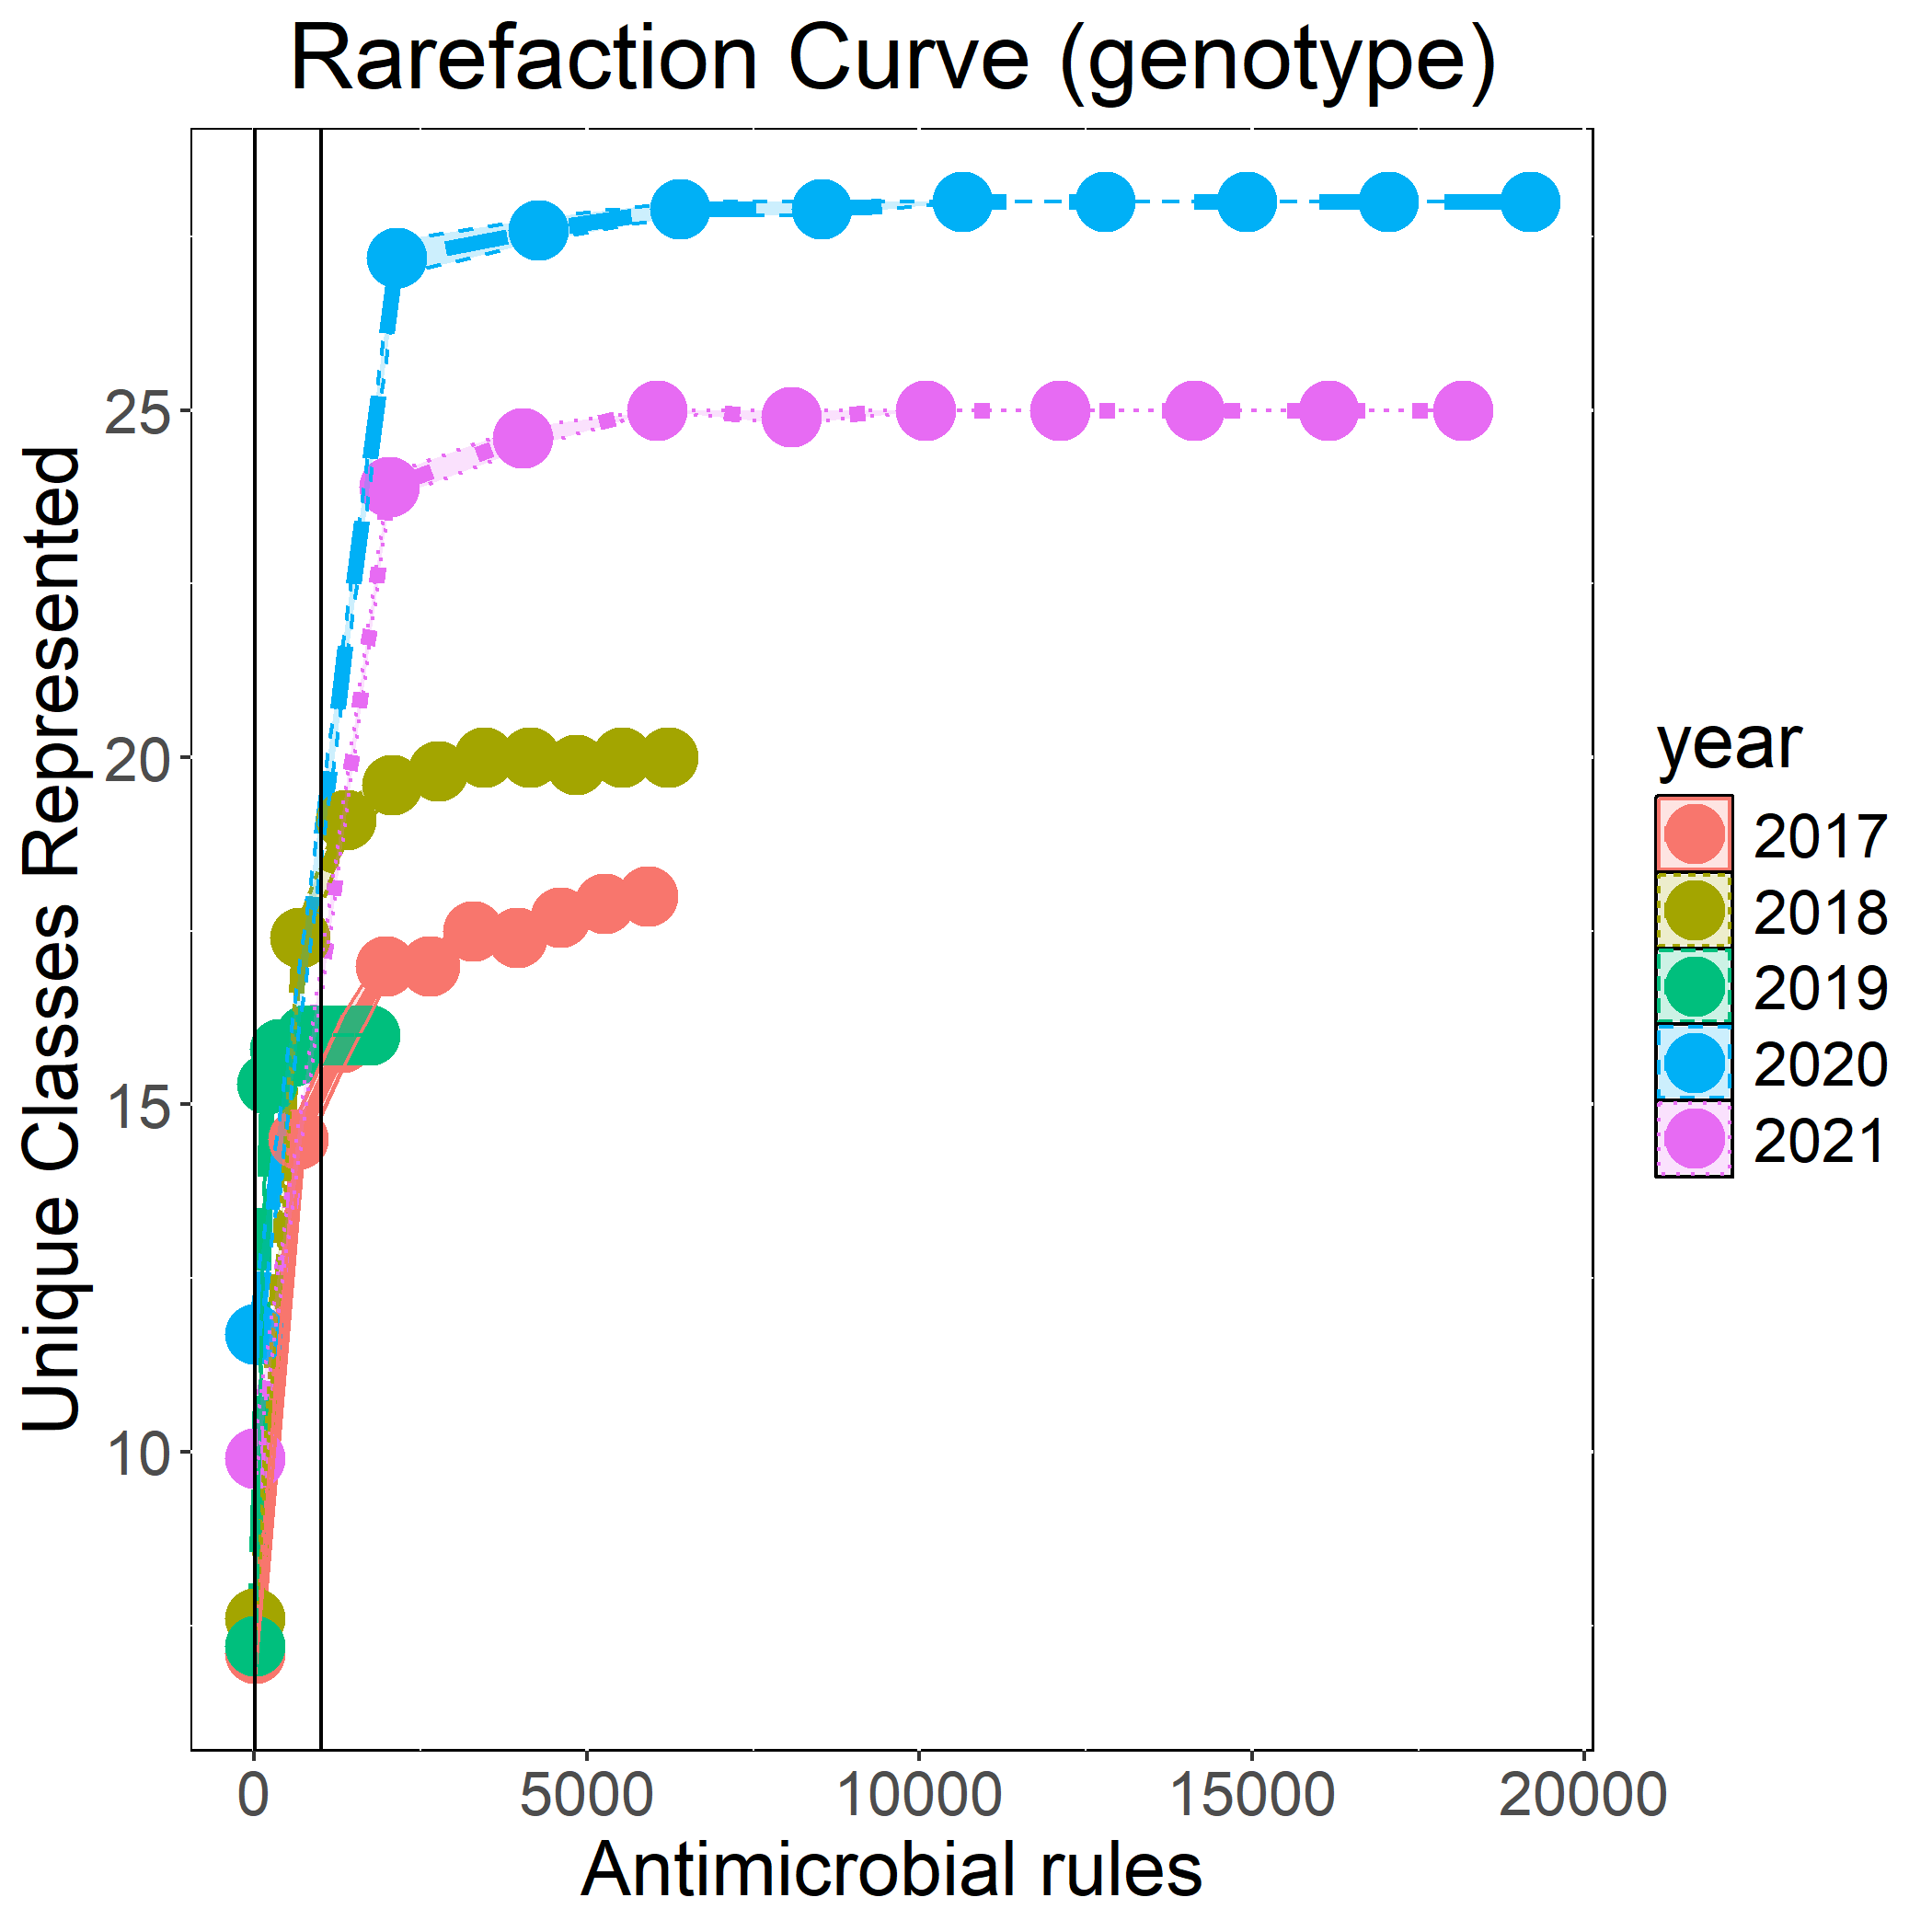 Rarefaction Curve (genotype)
Unique Classes Represented
25
20
15
10
0 5000 10000 15000 20000
Antimicrobial rules
year
2017
2018
2019
2020
2021